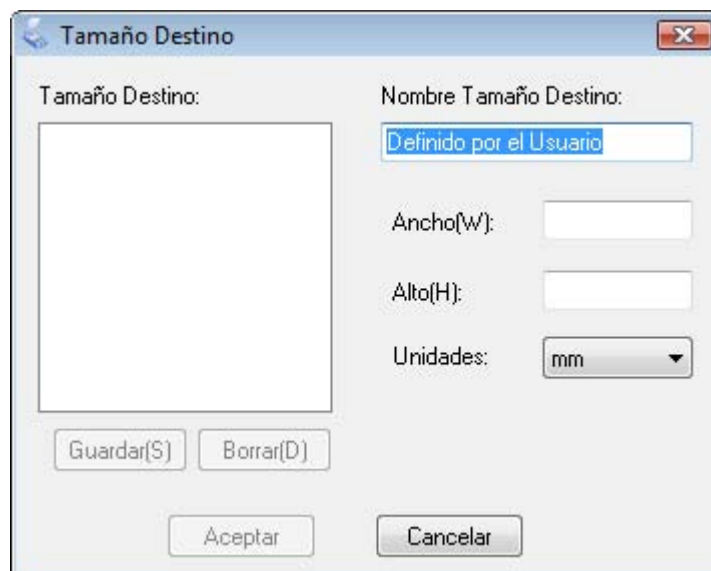 Tamaño Destino
Tamaño Destino:
Nombre Tamaño Destino:
Definido por el Usuario
Ancho(W):
Alto(H):
Unidades:
mm
Guardar(S)
Borrar(D)
Aceptar
Cancelar